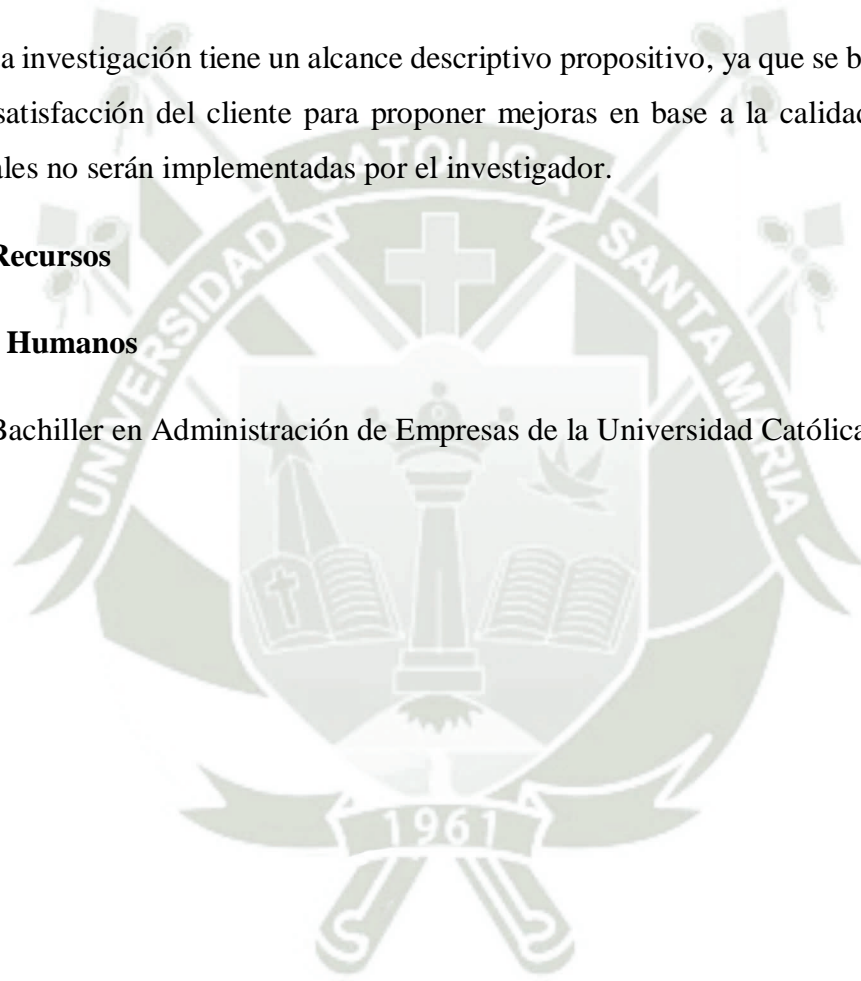 a investigación tiene un alcance descriptivo propositivo, ya que se b
satisfacción del cliente para proponer mejoras en base a la calidad
ales no serán implementadas por el investigador.
Recursos
Humanos
Bachiller en Administración de Empresas de la Universidad Católica
UNIVERSIDAD CATOLICA SANTA MARIA
1961